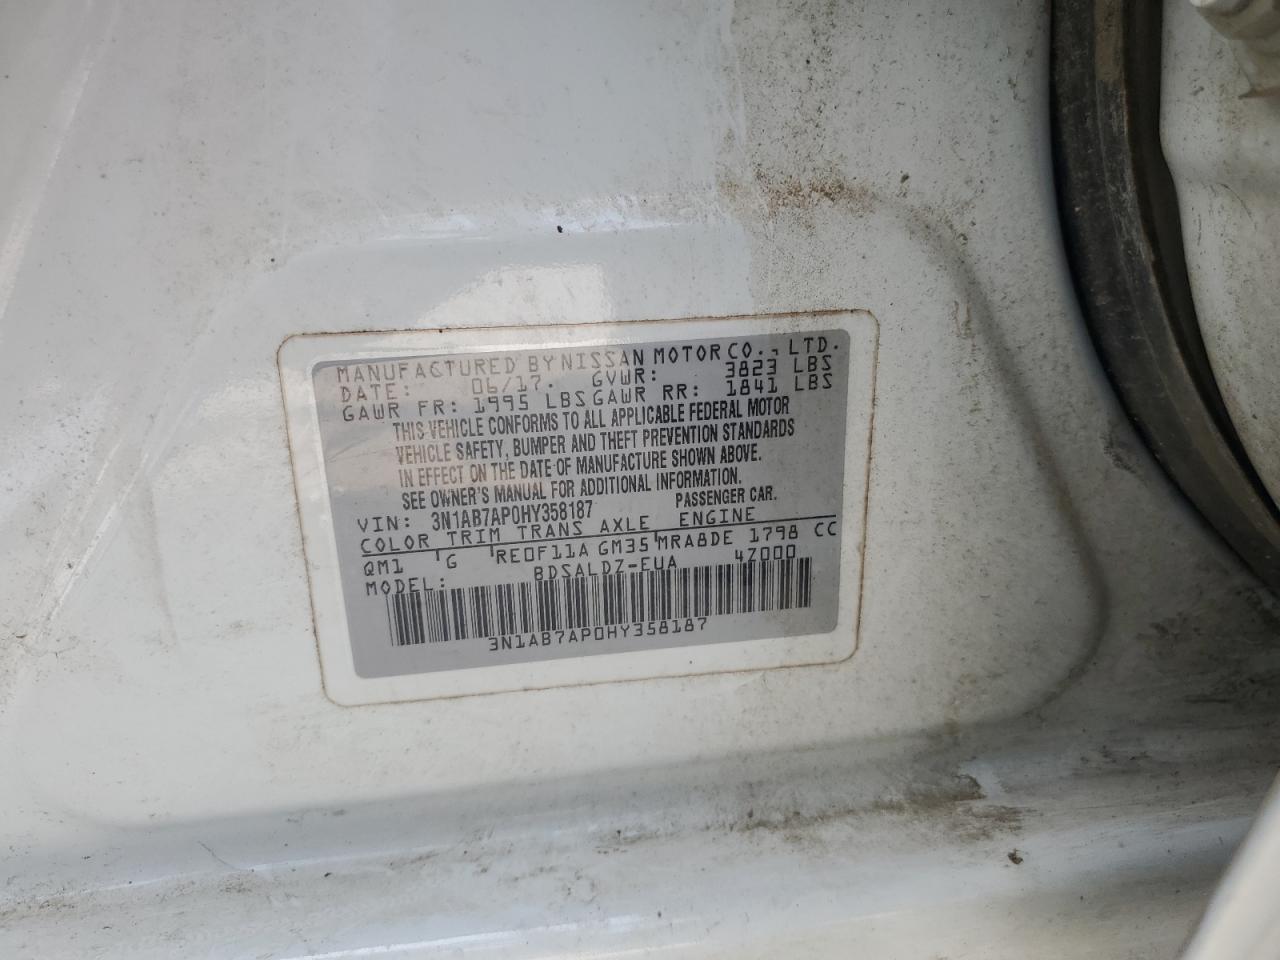 MANUFACTURED BY NISSAN MOTOR CO., LTD.
DATE: 06/17. GVWR: 3823 LBS
GAWR FR: 1995 LBS GAWR RR: 1841 LBS
THIS VEHICLE CONFORMS TO ALL APPLICABLE FEDERAL MOTOR
VEHICLE SAFETY, BUMPER AND THEFT PREVENTION STANDARDS
IN EFFECT ON THE DATE OF MANUFACTURE SHOWN ABOVE.
SEE OWNER'S MANUAL FOR ADDITIONAL INFORMATION.
VIN: 3N1AB7AP0HY358187 PASSENGER CAR.
COLOR TRIM TRANS AXLE ENGINE
QM1 G RE0F11A GM35 MRA8DE 1798 CC
MODEL: BDSALDZ-EUA 4Z000
3N1AB7AP0HY358187